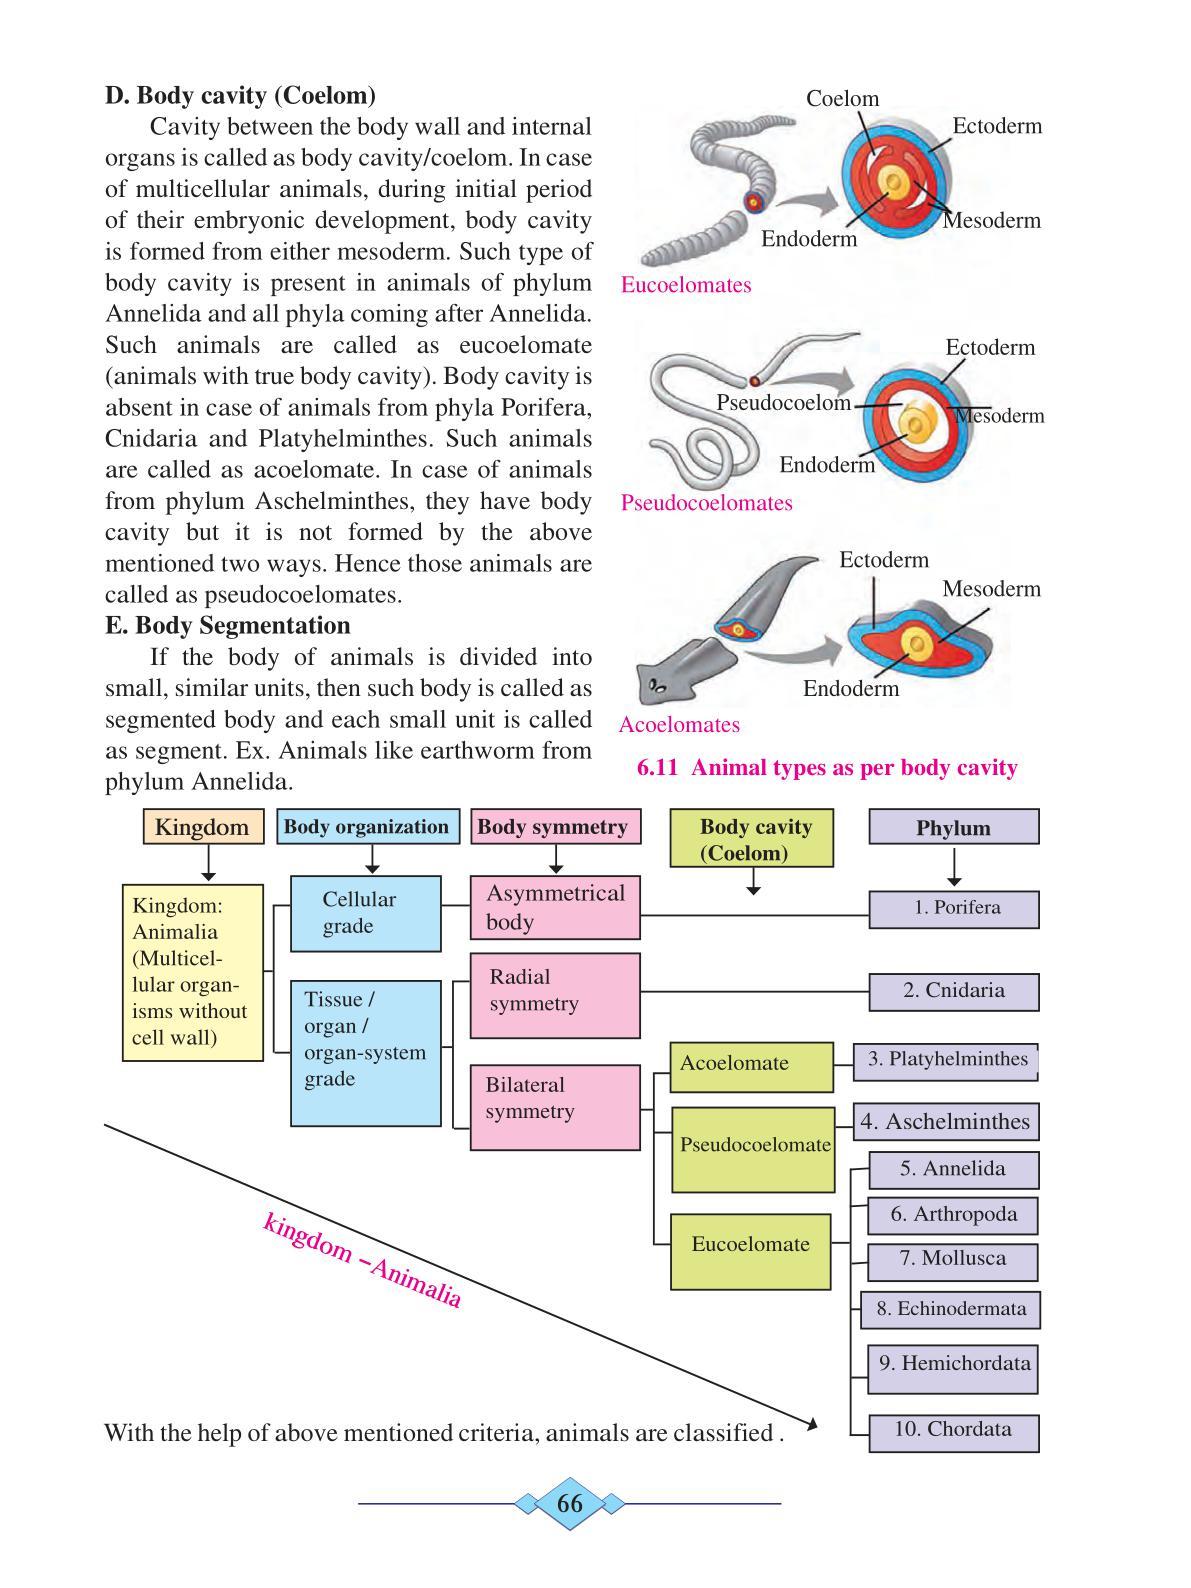 D. Body cavity (Coelom)
Cavity between the body wall and internal
organs is called as body cavity/coelom. In case
of multicellular animals, during initial period
of their embryonic development, body cavity
is formed from either mesoderm. Such type of
body cavity is present in animals of phylum
Annelida and all phyla coming after Annelida.
Such animals are called as eucoelomate
(animals with true body cavity). Body cavity is
absent in case of animals from phyla Porifera,
Cnidaria and Platyhelminthes. Such animals
are called as acoelomate. In case of animals
from phylum Aschelminthes, they have body
cavity but it is not formed by the above
mentioned two ways. Hence those animals are
called as pseudocoelomates.
E. Body Segmentation
If the body of animals is divided into
small, similar units, then such body is called as
segmented body and each small unit is called
as segment. Ex. Animals like earthworm from
phylum Annelida.
Coelom
Ectoderm
Mesoderm
Endoderm
Eucoelomates
Ectoderm
Pseudocoelom
Mesoderm
Endoderm
Pseudocoelomates
Ectoderm
Mesoderm
Endoderm
Acoelomates
6.11 Animal types as per body cavity
Kingdom
Body organization
Body symmetry
Body cavity
(Coelom)
Phylum
Kingdom:
Animalia
(Multicel-
lular organ-
isms without
cell wall)
Cellular
grade
Tissue /
organ /
organ-system
grade
Asymmetrical
body
Radial
symmetry
Bilateral
symmetry
Acoelomate
Pseudocoelomate
Eucoelomate
1. Porifera
2. Cnidaria
3. Platyhelminthes
4. Aschelminthes
5. Annelida
6. Arthropoda
7. Mollusca
8. Echinodermata
9. Hemichordata
10. Chordata
kingdom –Animalia
With the help of above mentioned criteria, animals are classified .
66